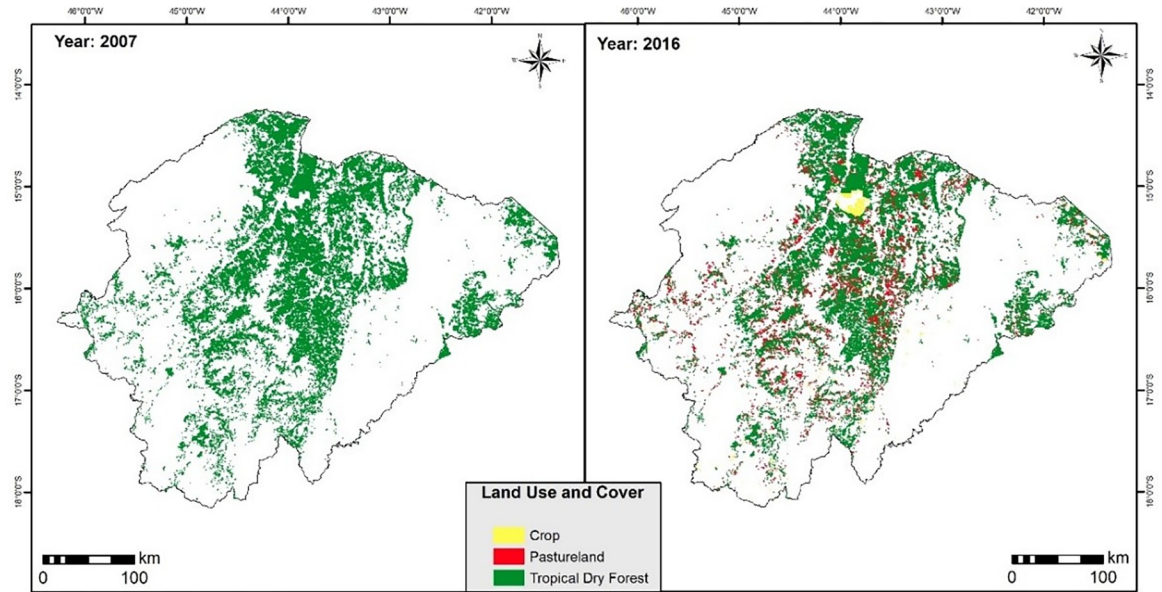 46°0'0"W 45°0'0"W 44°0'0"W 43°0'0"W 42°0'0"W
46°0'0"W 45°0'0"W 44°0'0"W 43°0'0"W 42°0'0"W
Year: 2007
Year: 2016
N
S
14°0'0"S
15°0'0"S
16°0'0"S
17°0'0"S
18°0'0"S
14°0'0"S
15°0'0"S
16°0'0"S
17°0'0"S
18°0'0"S
Land Use and Cover
Crop
Pastureland
Tropical Dry Forest
km
0 100
km
0 100